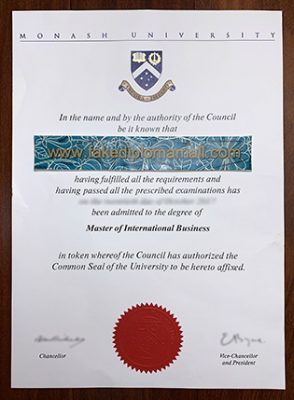 MONASH UNIVERSITY
In the name and by the authority of the Council
be it known that
www.fakediplomamall.com
having fulfilled all the requirements and
having passed all the prescribed examinations has
been admitted to the degree of
Master of International Business
in token whereof the Council has authorized the
Common Seal of the University to be hereto affixed.
Chancellor
Vice-Chancellor
and President